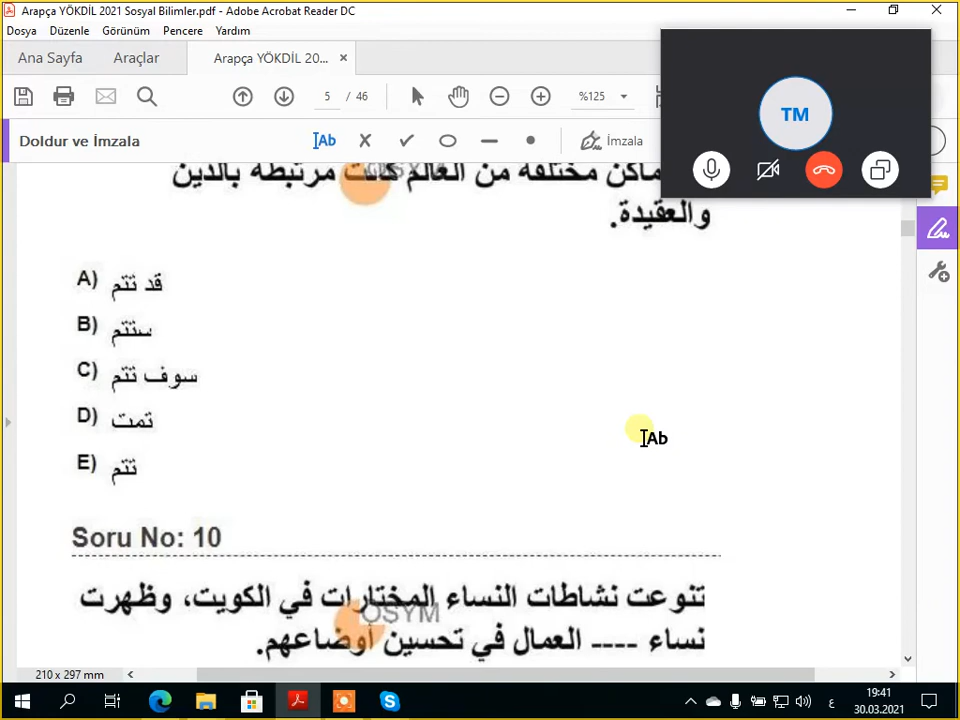 Arapça YÖKDİL 2021 Sosyal Bilimler.pdf - Adobe Acrobat Reader DC
Dosya Düzenle Görünüm Pencere Yardım
Ana Sayfa Araçlar Arapça YÖKDİL 20...
5 / 46 %125
TM
Doldur ve İmzala Ab İmzala
مختلفة من العالم كانت مرتبطة بالدين
والعقيدة.
A) قد تتم
B) ستتم
C) سوف تتم
D) تمت
E) تتم
Ab
Soru No: 10
تنوعت نشاطات النساء المختارات في الكويت، وظهرت
ÖSYM
نساء ---- العمال في تحسين أوضاعهم.
210 x 297 mm
19:41
ع
30.03.2021